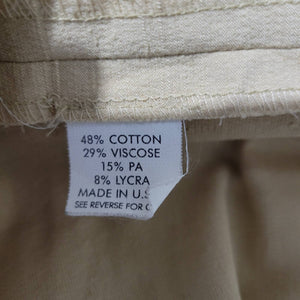 48% COTTON
29% VISCOSE
15% PA
8% LYCRA
MADE IN U.S
SEE REVERSE FOR C